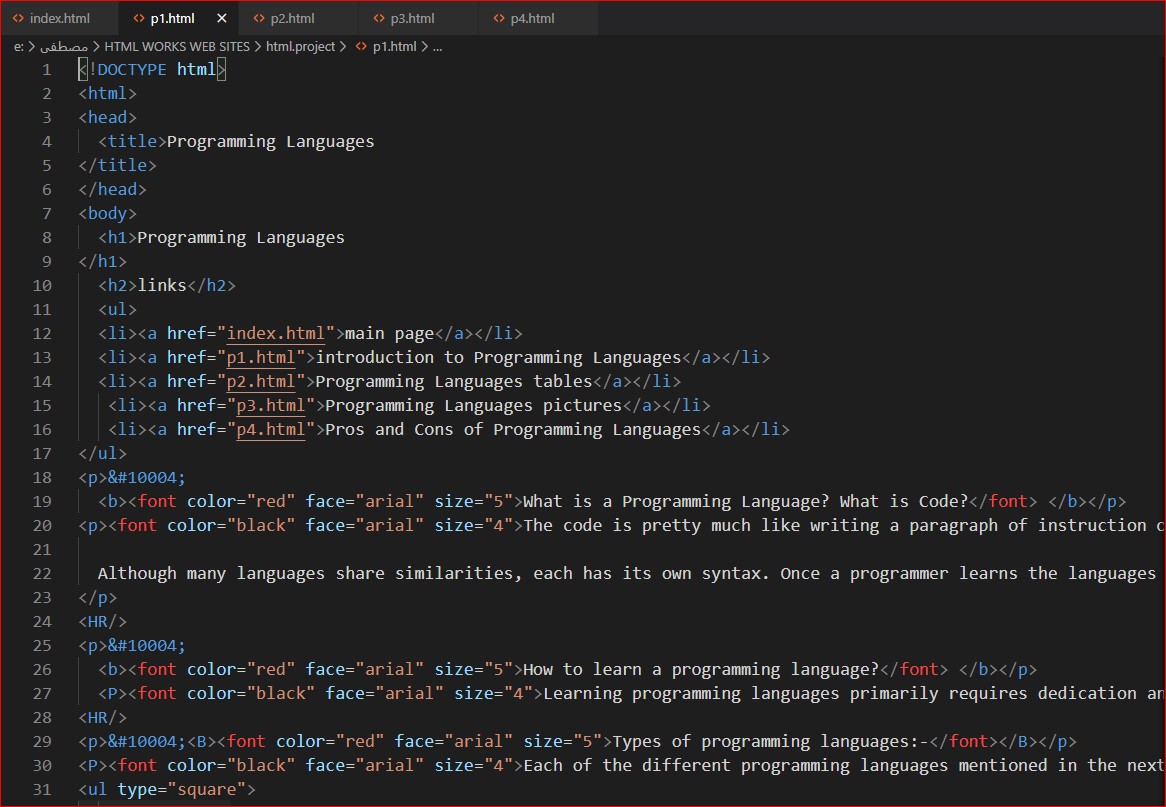 index.html p1.html × p2.html p3.html p4.html
e: > مصطفى > HTML WORKS WEB SITES > html.project > p1.html > ...
1 <!DOCTYPE html>
2 <html>
3 <head>
4 <title>Programming Languages
5 </title>
6 </head>
7 <body>
8 <h1>Programming Languages
9 </h1>
10 <h2>links</h2>
11 <ul>
12 <li><a href="index.html">main page</a></li>
13 <li><a href="p1.html">introduction to Programming Languages</a></li>
14 <li><a href="p2.html">Programming Languages tables</a></li>
15 <li><a href="p3.html">Programming Languages pictures</a></li>
16 <li><a href="p4.html">Pros and Cons of Programming Languages</a></li>
17 </ul>
18 <p>&#10004;
19 <b><font color="red" face="arial" size="5">What is a Programming Language? What is Code?</font> </b></p>
20 <p><font color="black" face="arial" size="4">The code is pretty much like writing a paragraph of instruction
21
22 Although many languages share similarities, each has its own syntax. Once a programmer learns the languages
23 </p>
24 <HR/>
25 <p>&#10004;
26 <b><font color="red" face="arial" size="5">How to learn a programming language?</font> </b></p>
27 <P><font color="black" face="arial" size="4">Learning programming languages primarily requires dedication an
28 <HR/>
29 <p>&#10004;<B><font color="red" face="arial" size="5">Types of programming languages:-</font></B></p>
30 <P><font color="black" face="arial" size="4">Each of the different programming languages mentioned in the next
31 <ul type="square">